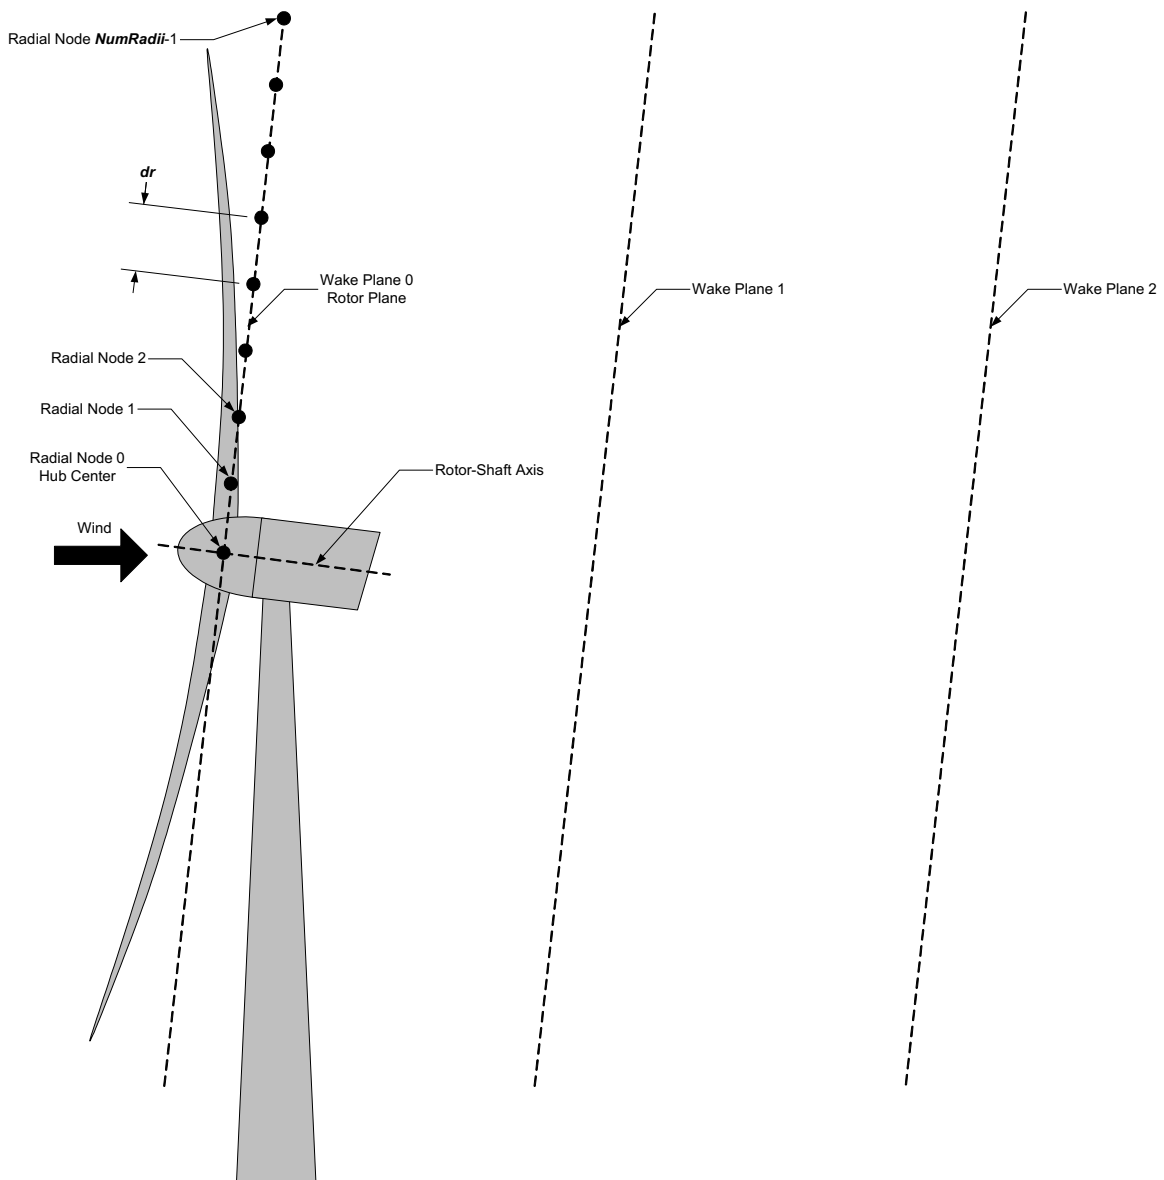 Radial Node NumRadii-1
dr
Wake Plane 0
Rotor Plane
Wake Plane 1
Wake Plane 2
Radial Node 2
Radial Node 1
Radial Node 0
Hub Center
Rotor-Shaft Axis
Wind